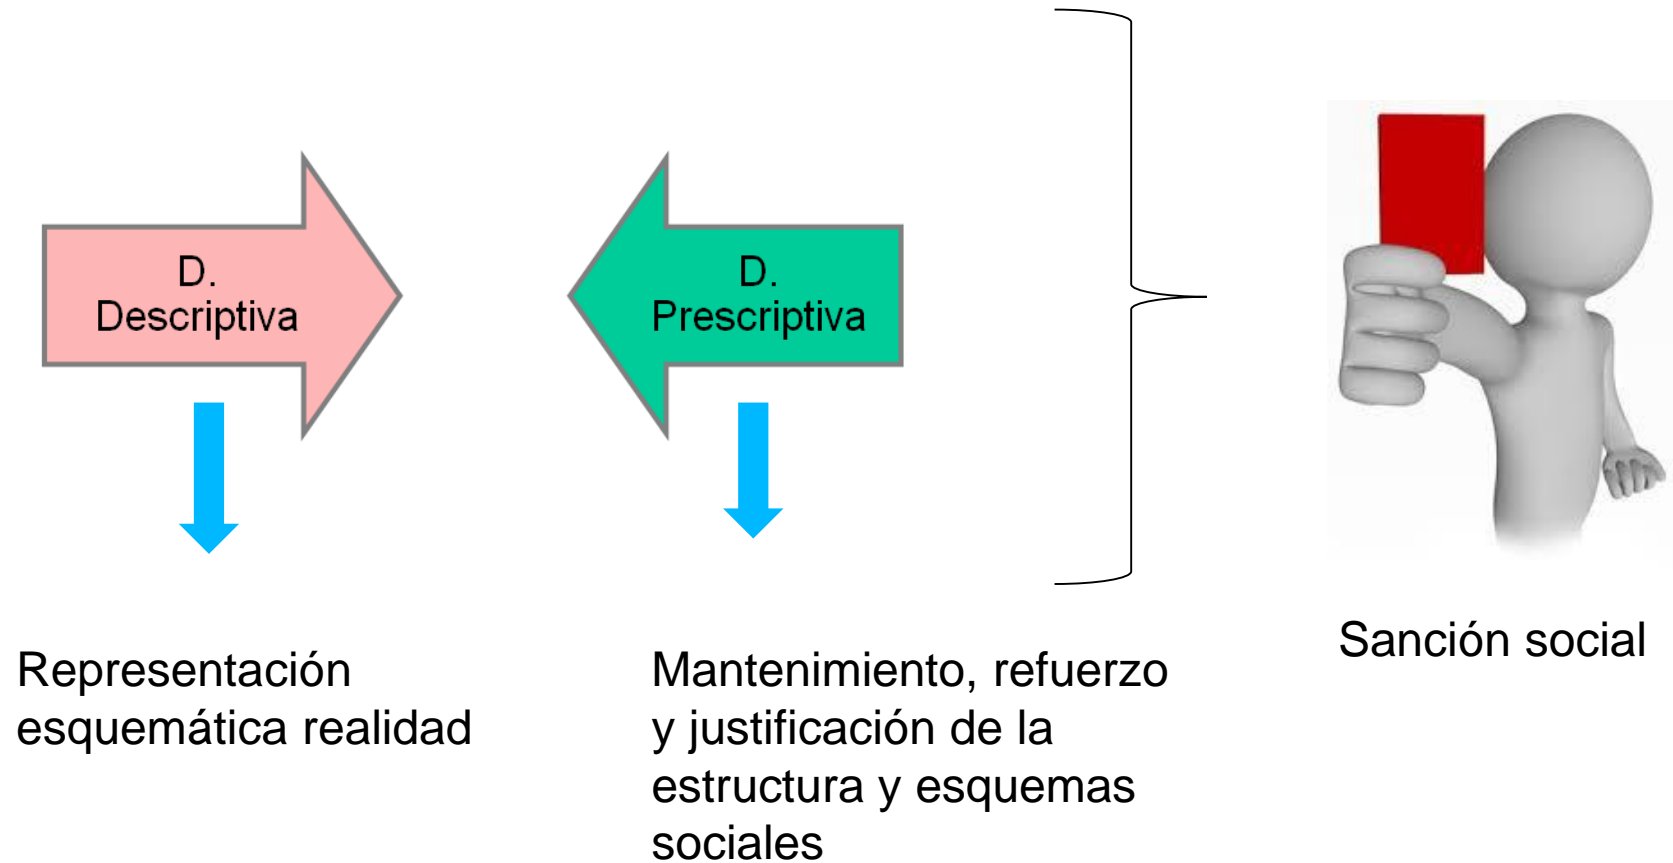 D.
Descriptiva
D.
Prescriptiva
Representación
esquemática realidad
Mantenimiento, refuerzo
y justificación de la
estructura y esquemas
sociales
Sanción social